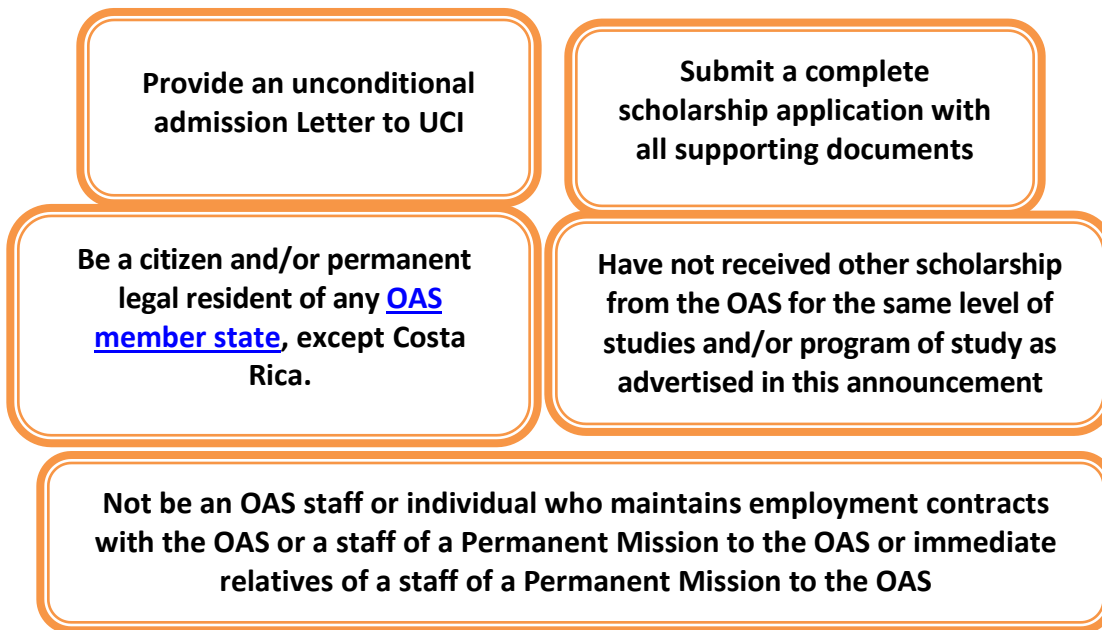 Provide an unconditional
admission Letter to UCI
Submit a complete
scholarship application with
all supporting documents
Be a citizen and/or permanent
legal resident of any OAS
member state, except Costa
Rica.
Have not received other scholarship
from the OAS for the same level of
studies and/or program of study as
advertised in this announcement
Not be an OAS staff or individual who maintains employment contracts
with the OAS or a staff of a Permanent Mission to the OAS or immediate
relatives of a staff of a Permanent Mission to the OAS